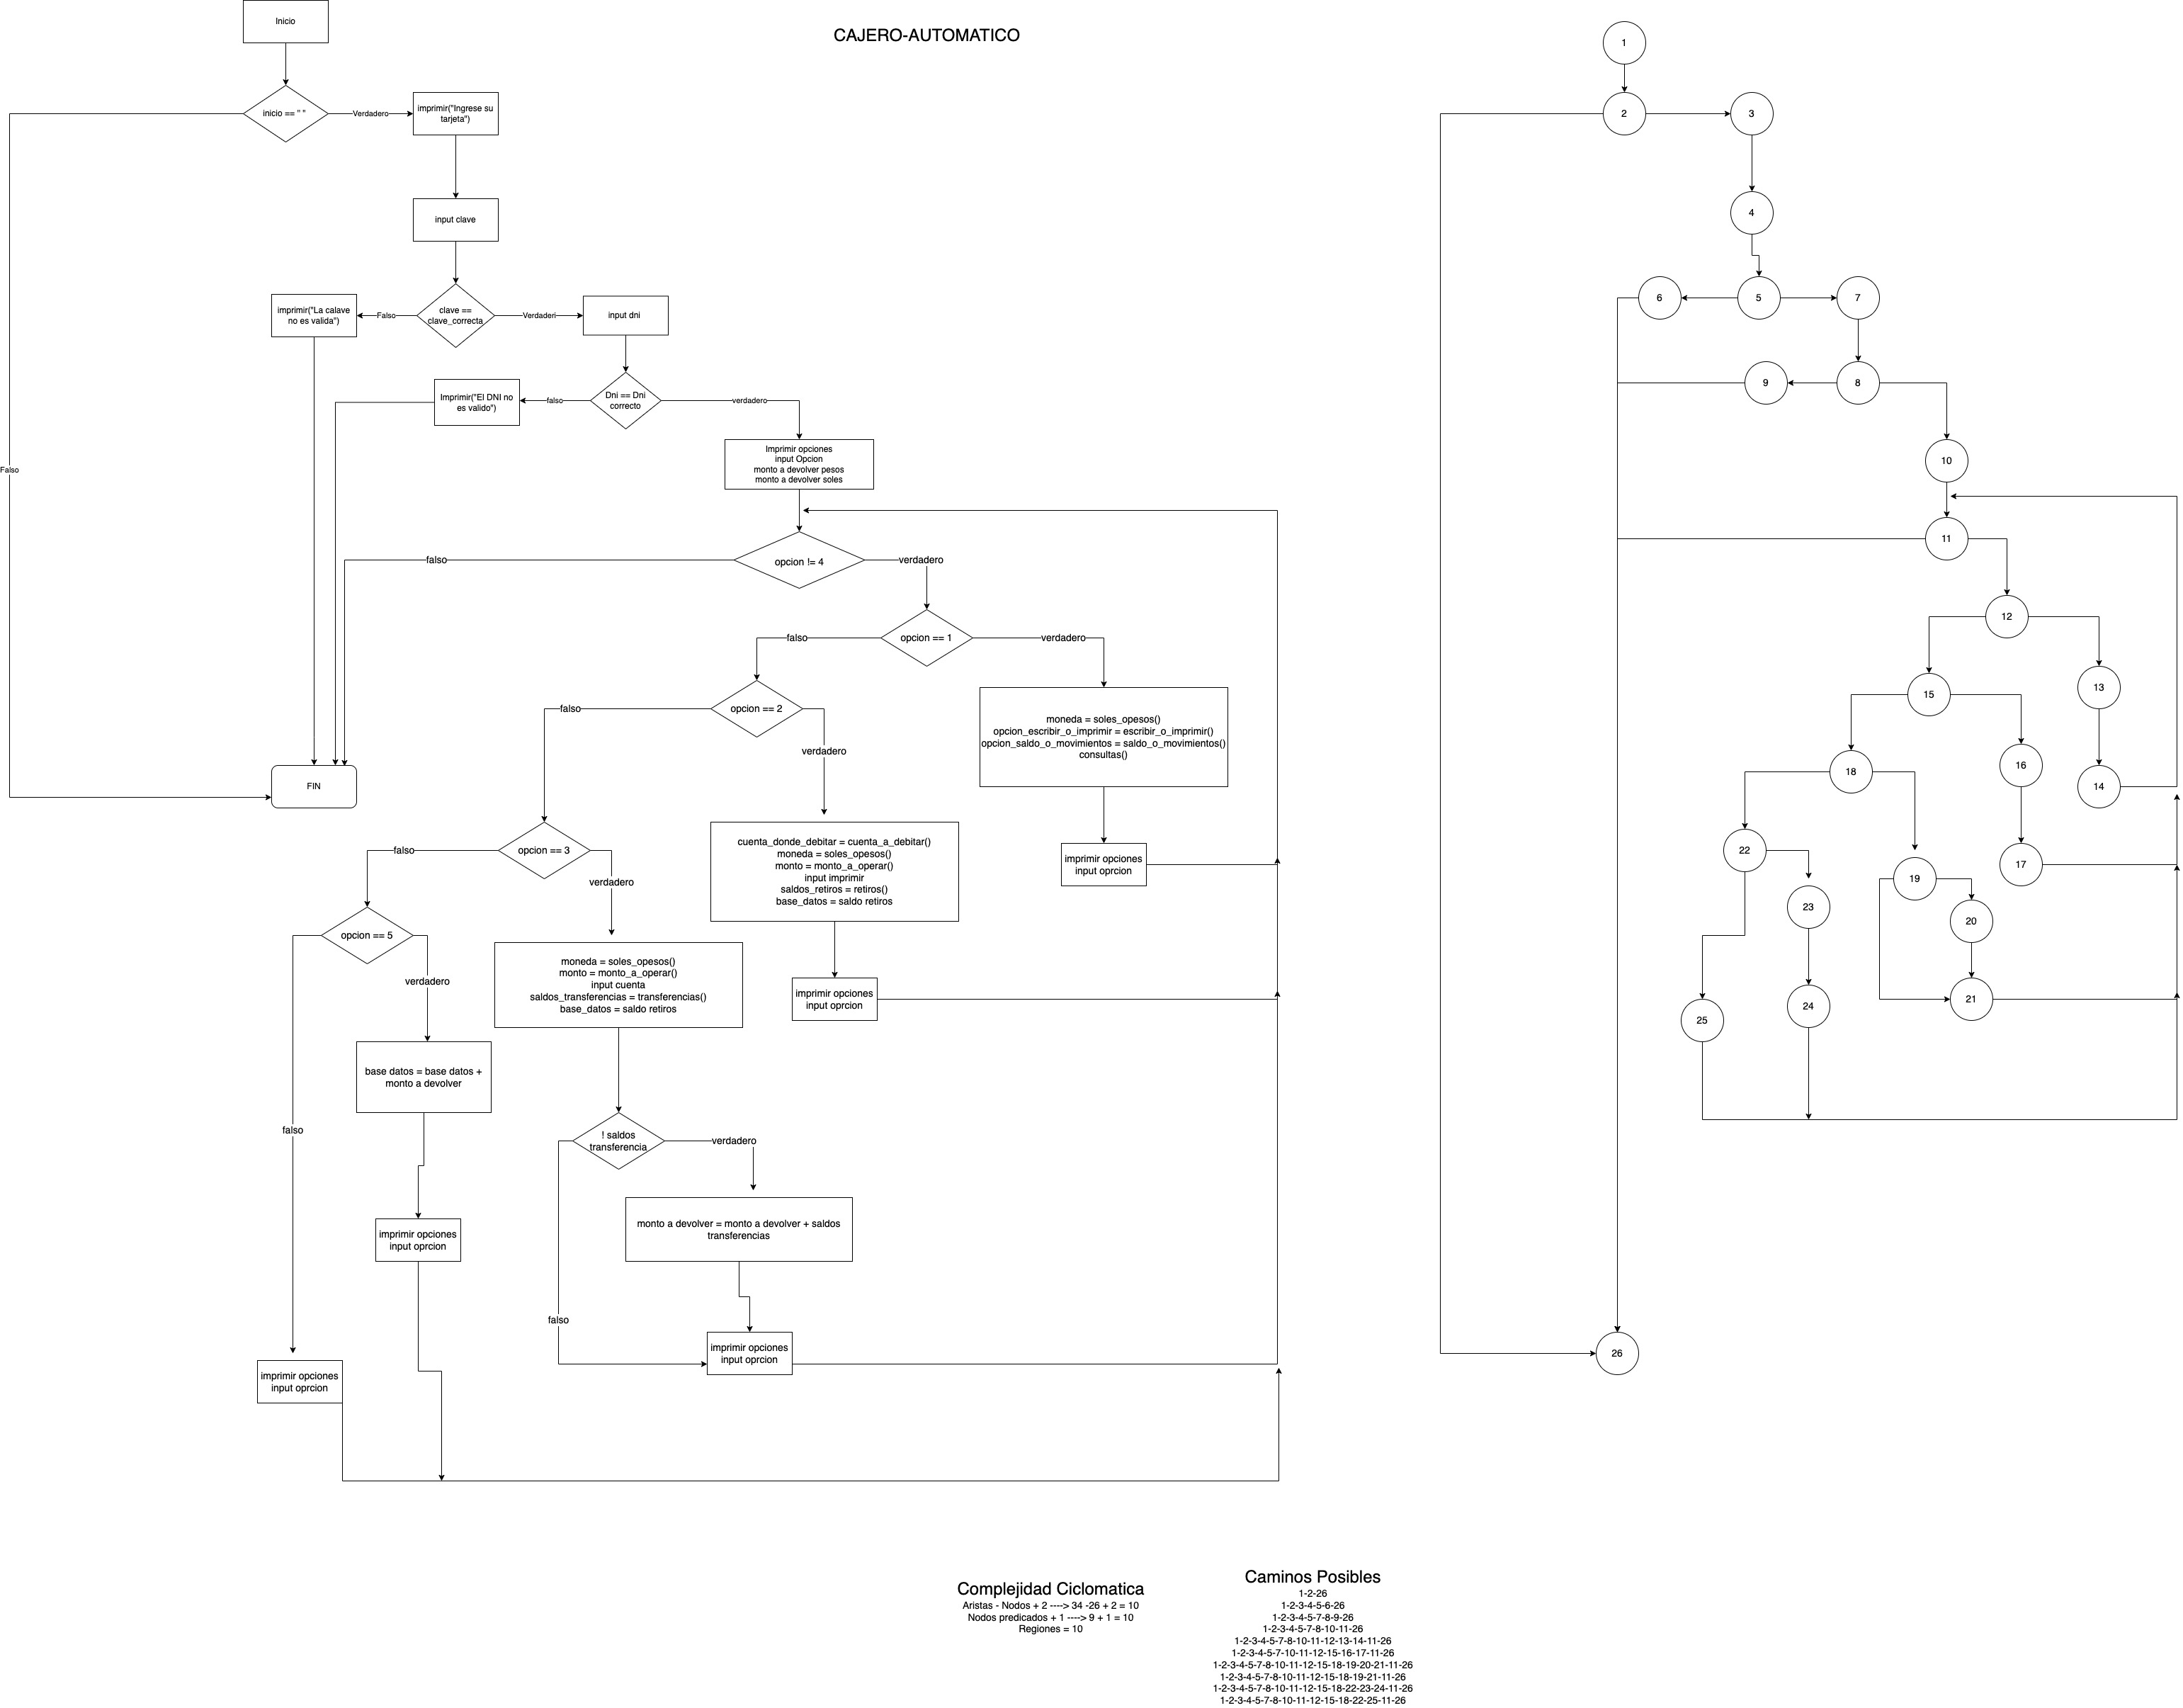 CAJERO-AUTOMATICO
Inicio
inicio == " "
Verdadero
imprimir("Ingrese su
tarjeta")
Falso
input clave
clave ==
clave_correcta
Falso
imprimir("La calave
no es valida")
Verdaderi
input dni
Dni == Dni
correcto
falso
Imprimir("El DNI no
es valido")
verdadero
Imprimir opciones
input Opcion
monto a devolver pesos
monto a devolver soles
opcion != 4
falso
verdadero
opcion == 1
falso
verdadero
moneda = soles_opesos()
opcion_escribir_o_imprimir = escribir_o_imprimir()
opcion_saldo_o_movimientos = saldo_o_movimientos()
consultas()
imprimir opciones
input oprcion
opcion == 2
falso
verdadero
cuenta_donde_debitar = cuenta_a_debitar()
moneda = soles_opesos()
monto = monto_a_operar()
input imprimir
saldos_retiros = retiros()
base_datos = saldo retiros
imprimir opciones
input oprcion
FIN
opcion == 3
falso
verdadero
moneda = soles_opesos()
monto = monto_a_operar()
input cuenta
saldos_transferencias = transferencias()
base_datos = saldo retiros
! saldos
transferencia
verdadero
falso
monto a devolver = monto a devolver + saldos
transferencias
imprimir opciones
input oprcion
opcion == 5
verdadero
falso
base datos = base datos +
monto a devolver
imprimir opciones
input oprcion
imprimir opciones
input oprcion
1
2
3
4
5
6
7
8
9
10
11
12
13
14
15
16
17
18
19
20
21
22
23
24
25
26
Complejidad Ciclomatica
Aristas - Nodos + 2 ----> 34 -26 + 2 = 10
Nodos predicados + 1 ----> 9 + 1 = 10
Regiones = 10
Caminos Posibles
1-2-26
1-2-3-4-5-6-26
1-2-3-4-5-7-8-9-26
1-2-3-4-5-7-8-10-11-26
1-2-3-4-5-7-8-10-11-12-13-14-11-26
1-2-3-4-5-7-10-11-12-15-16-17-11-26
1-2-3-4-5-7-8-10-11-12-15-18-19-20-21-11-26
1-2-3-4-5-7-8-10-11-12-15-18-19-21-11-26
1-2-3-4-5-7-8-10-11-12-15-18-22-23-24-11-26
1-2-3-4-5-7-8-10-11-12-15-18-22-25-11-26